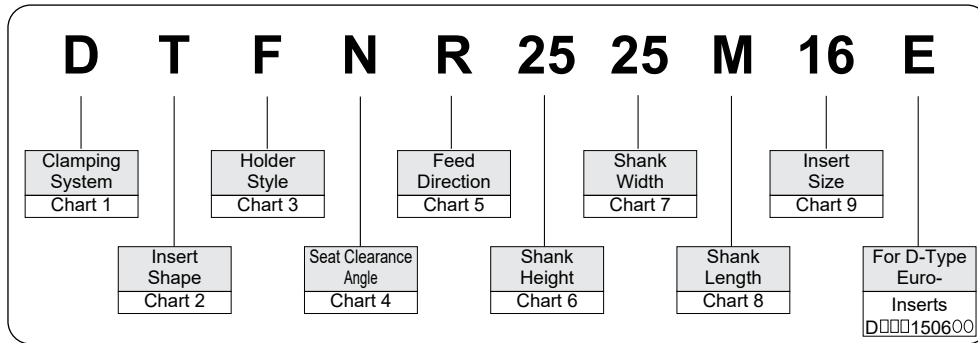 D T F N R 25 25 M 16 E
Clamping
System
Chart 1
Holder
Style
Chart 3
Feed
Direction
Chart 5
Shank
Width
Chart 7
Insert
Size
Chart 9
Insert
Shape
Chart 2
Seat Clearance
Angle
Chart 4
Shank
Height
Chart 6
Shank
Length
Chart 8
For D-Type
Euro-
Inserts
D□□□1506○○